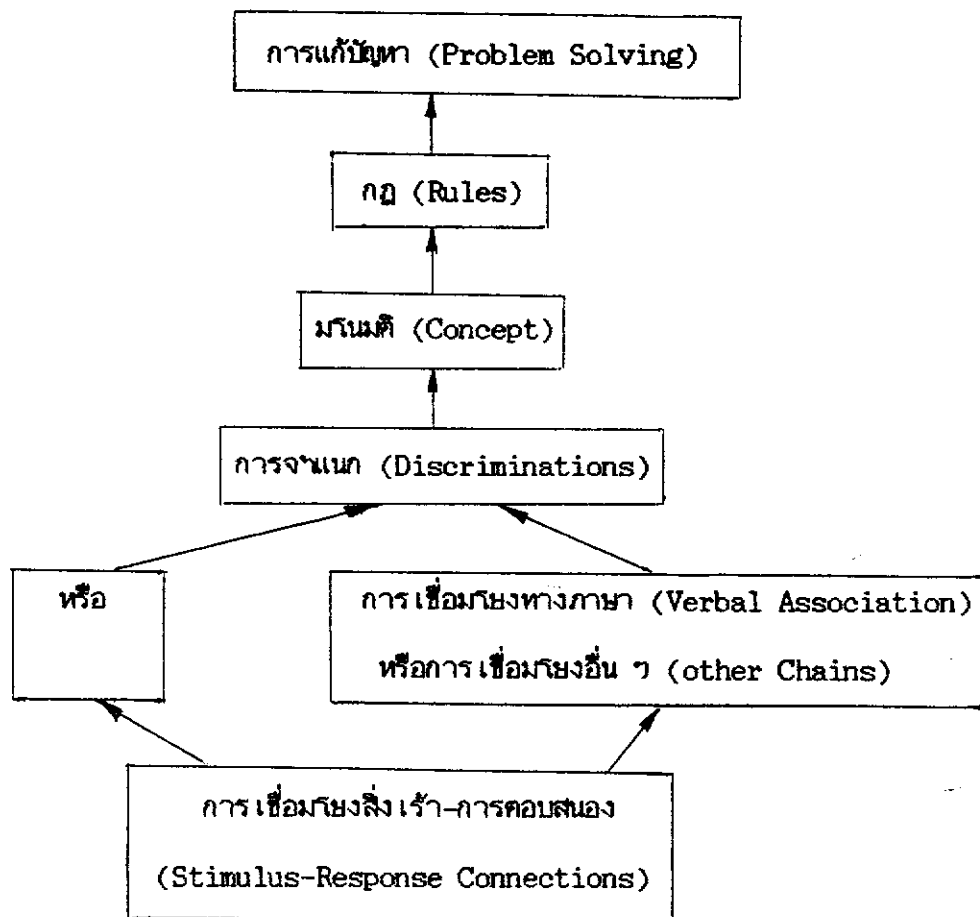 การแก้ปัญหา (Problem Solving)
กฎ (Rules)
มโนมติ (Concept)
การจำแนก (Discriminations)
หรือ
การเชื่อมโยงทางภาษา (Verbal Association)
หรือการเชื่อมโยงอื่น ๆ (other Chains)
การเชื่อมโยงสิ่งเร้า-การตอบสนอง
(Stimulus-Response Connections)